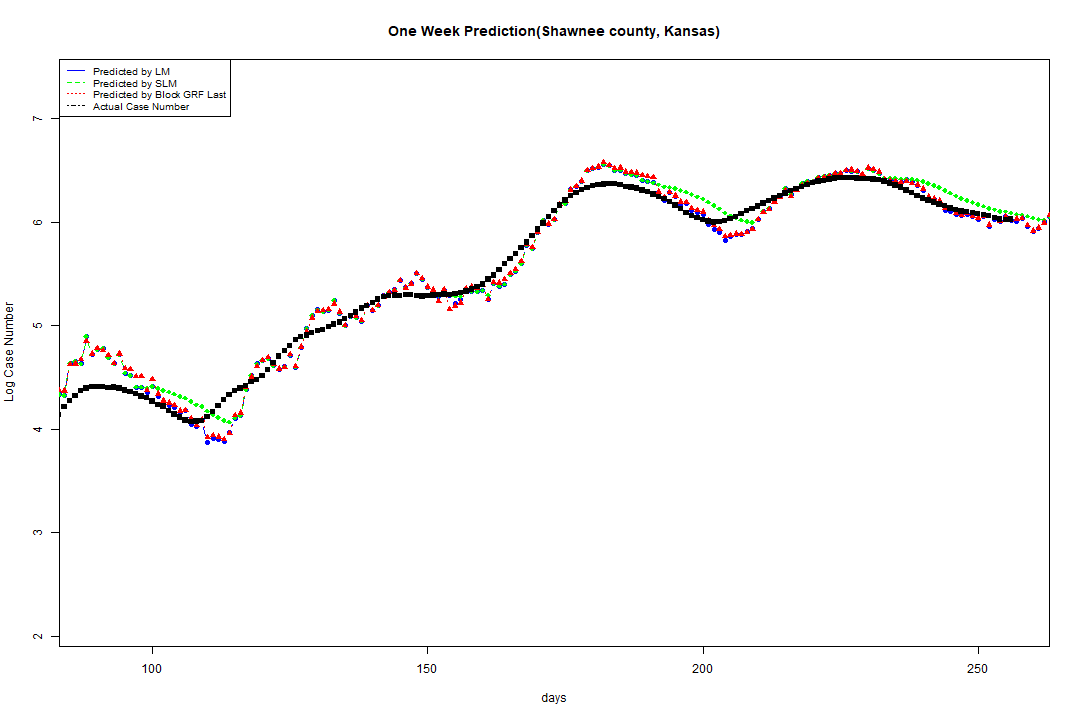 One Week Prediction(Shawnee county, Kansas)
Predicted by LM
Predicted by SLM
Predicted by Block GRF Last
Actual Case Number
7
6
5
4
3
2
Log Case Number
100 150 200 250
days